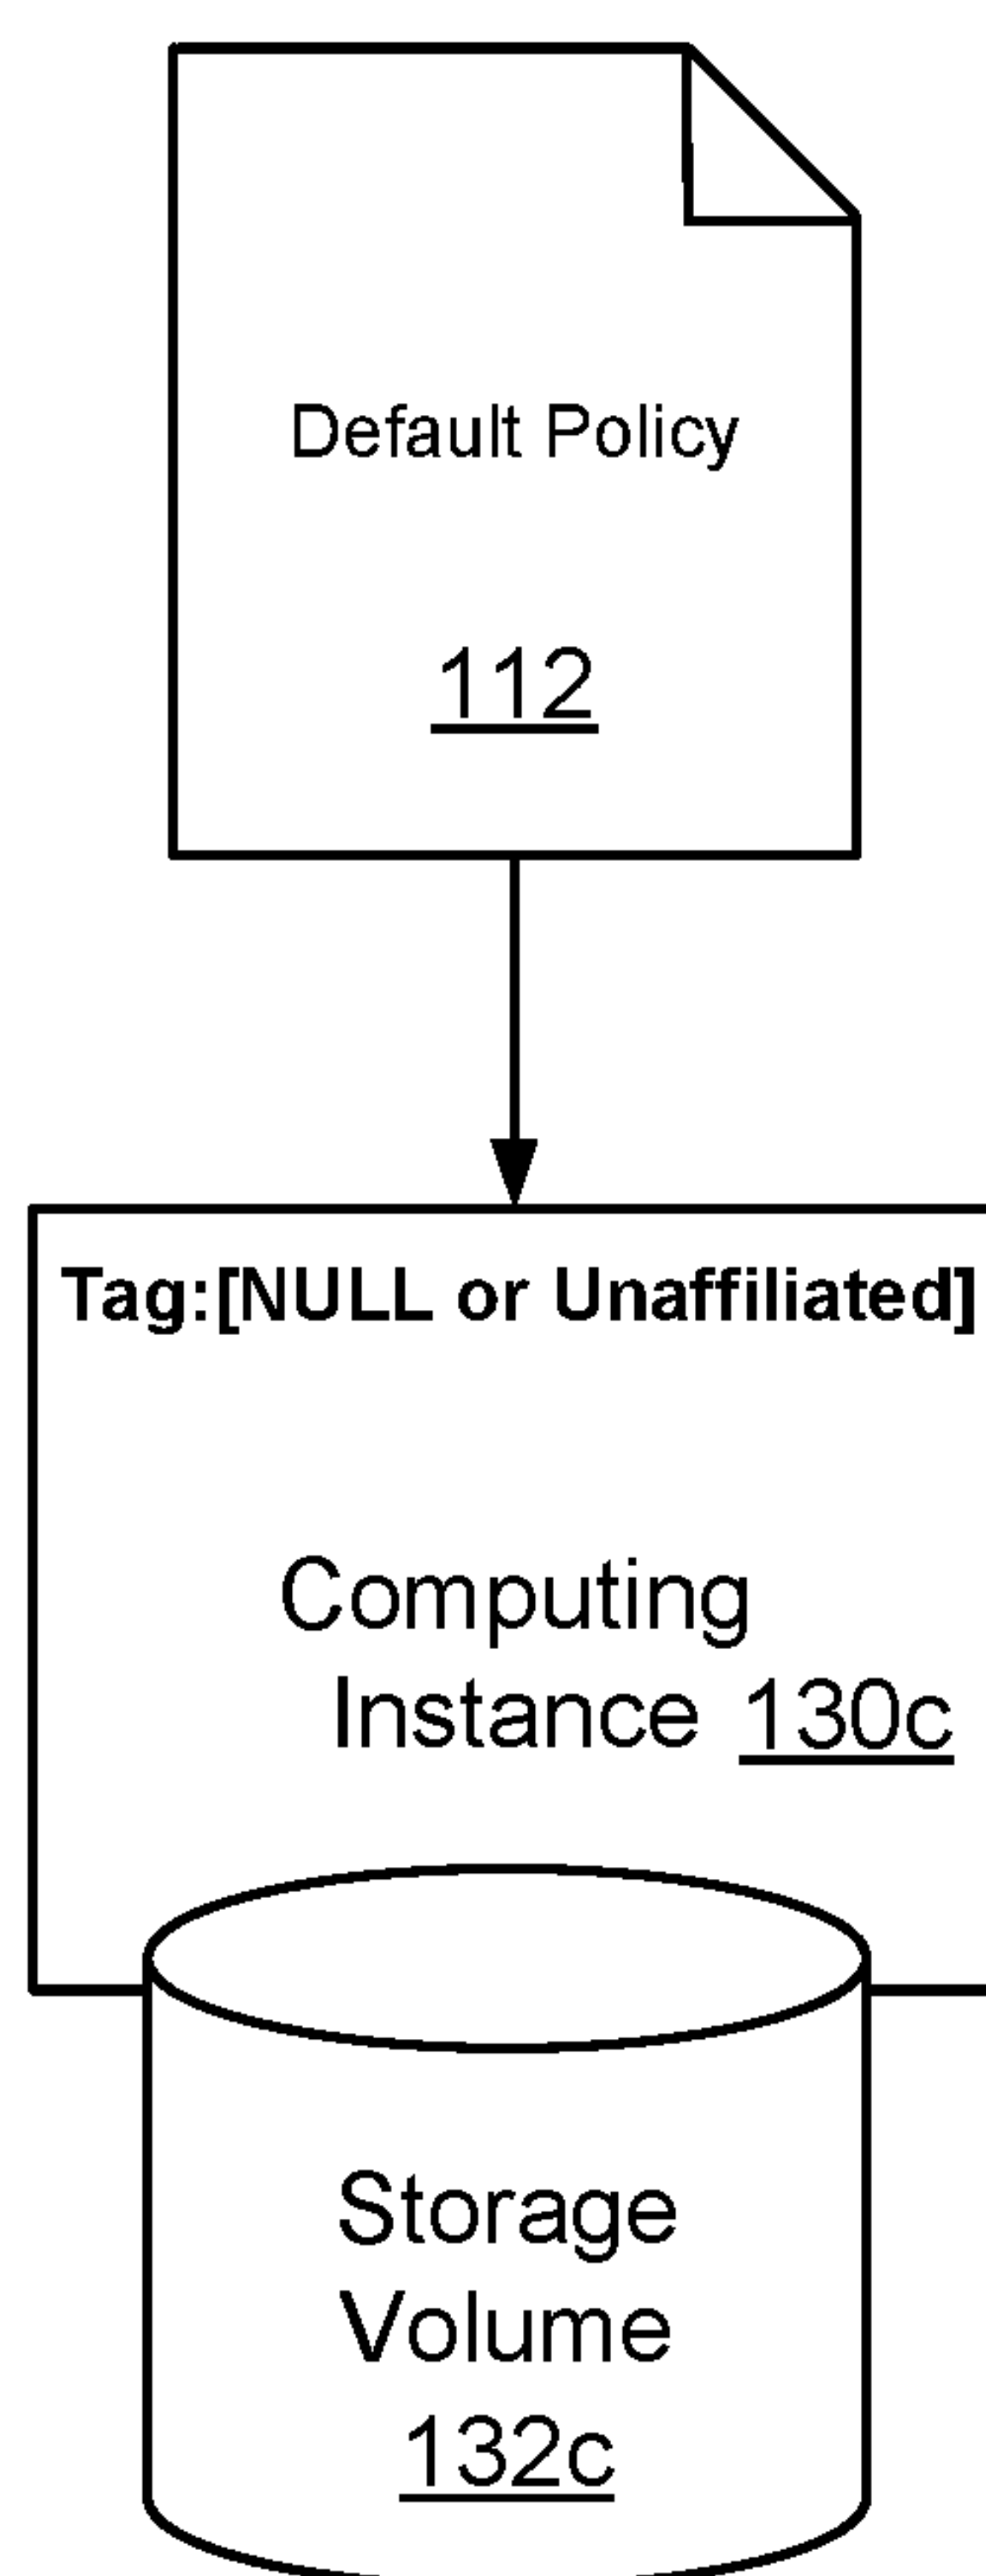 Default Policy
112
Tag:[NULL or Unaffiliated]
Computing
Instance 130c
Storage
Volume
132c